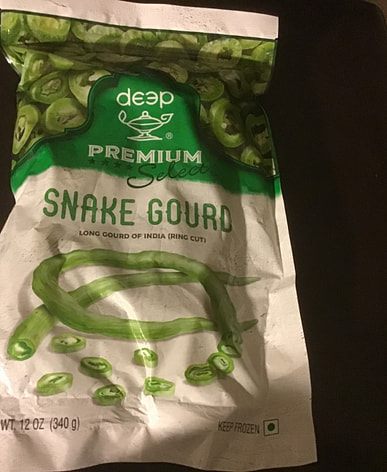 deep
®
PREMIUM
Select
SNAKE GOURD
LONG GOURD OF INDIA (RING CUT)
WT. 12 OZ (340 g)
KEEP FROZEN